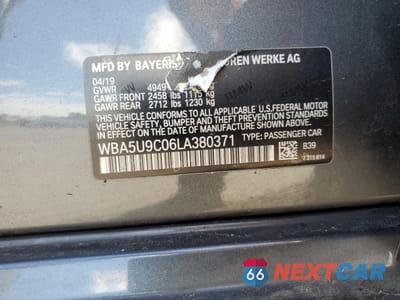 MFD BY BAYERIS OREN WERKE AG
04/19
GVWR 4949
GAWR FRONT 2458 lbs 1115 kg
GAWR REAR 2712 lbs 1230 kg
THIS VEHICLE CONFORMS TO ALL APPLICABLE U.S.FEDERAL MOTOR
VEHICLE SAFETY, BUMPER, AND THEFT PREVENTION STANDARDS
IN EFFECT ON THE DATE OF MANUFACTURE SHOWN ABOVE.
WBA5U9C06LA380371 TYPE: PASSENGER CAR
B39
66 NEXTCAR